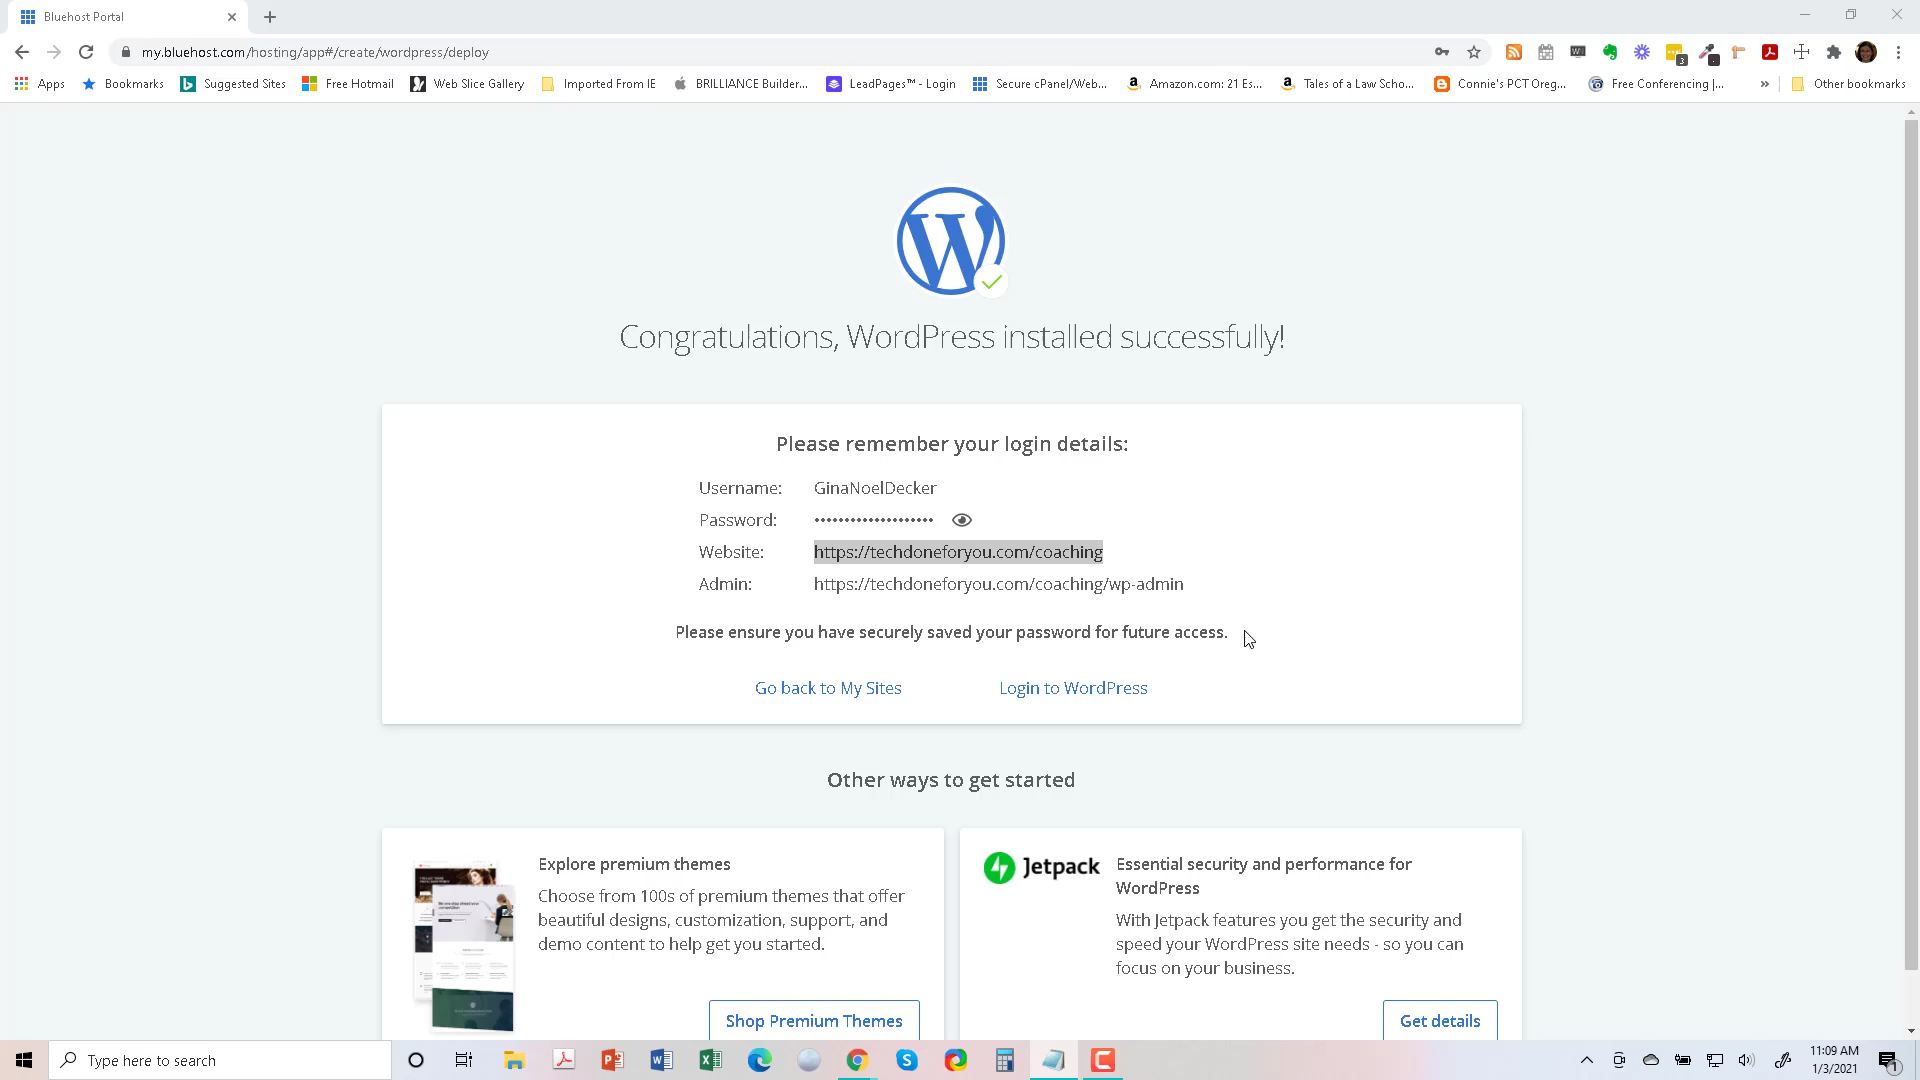 Bluehost Portal
my.bluehost.com/hosting/app#/create/wordpress/deploy
3
Apps
Bookmarks
Suggested Sites
Free Hotmail
Web Slice Gallery
Imported From IE
BRILLIANCE Builder...
LeadPages™ - Login
Secure cPanel/Web...
Amazon.com: 21 Es...
Tales of a Law Scho...
Connie's PCT Oreg...
Free Conferencing |...
»
Other bookmarks
Congratulations, WordPress installed successfully!
Please remember your login details:
Username: GinaNoelDecker
Password: ••••••••••••••••••••
Website: https://techdoneforyou.com/coaching
Admin: https://techdoneforyou.com/coaching/wp-admin
Please ensure you have securely saved your password for future access.
Go back to My Sites
Login to WordPress
Other ways to get started
Explore premium themes
Choose from 100s of premium themes that offer
beautiful designs, customization, support, and
demo content to help get you started.
Shop Premium Themes
Jetpack
Essential security and performance for
WordPress
With Jetpack features you get the security and
speed your WordPress site needs - so you can
focus on your business.
Get details
Type here to search
11:09 AM
1/3/2021
1